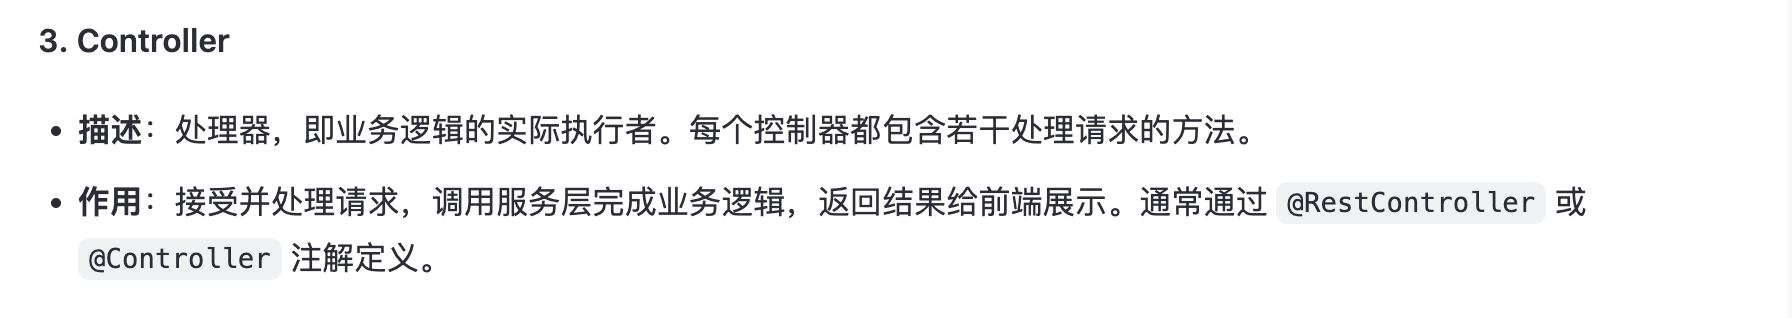 3. Controller
• 描述：处理器，即业务逻辑的实际执行者。每个控制器都包含若干处理请求的方法。
• 作用：接受并处理请求，调用服务层完成业务逻辑，返回结果给前端展示。通常通过 @RestController 或
@Controller 注解定义。